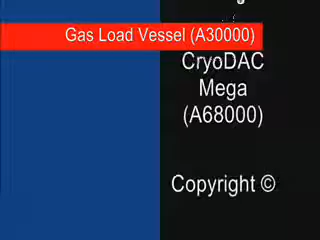 Gas Load Vessel (A30000)
CryoDAC
Mega
(A68000)
Copyright ©